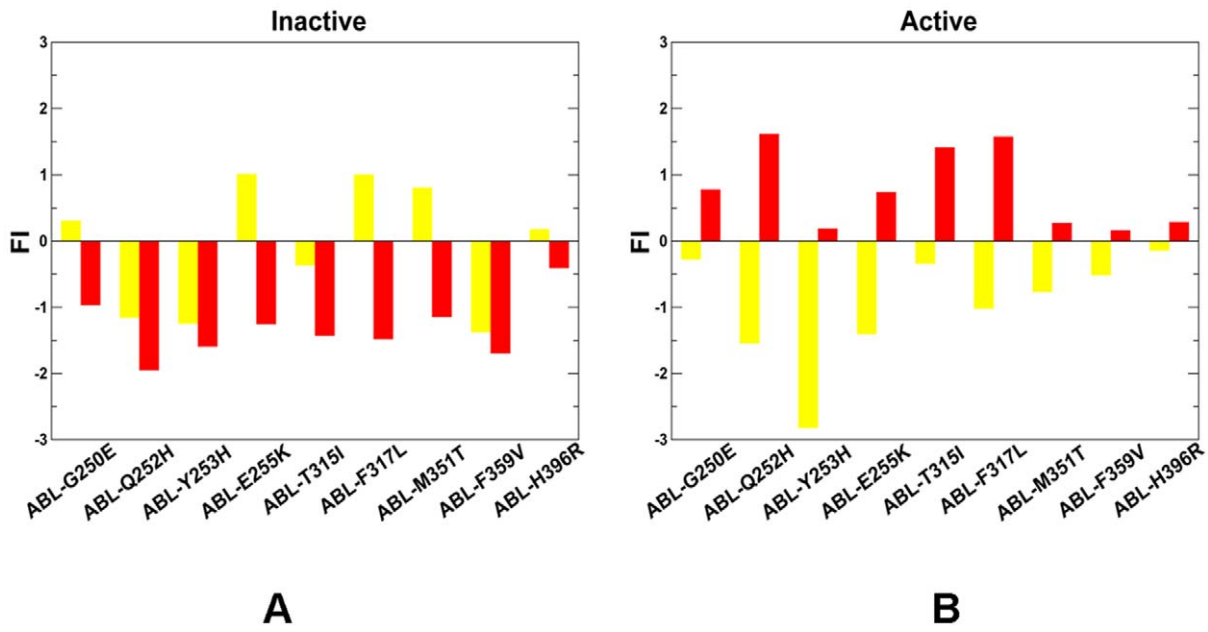 Inactive
3
2
1
0
-1
-2
-3
FI
ABL-G250E
ABL-Q252H
ABL-Y253H
ABL-E255K
ABL-T315I
ABL-F317L
ABL-M351T
ABL-F359V
ABL-H396R
A
Active
3
2
1
0
-1
-2
-3
FI
ABL-G250E
ABL-Q252H
ABL-Y253H
ABL-E255K
ABL-T315I
ABL-F317L
ABL-M351T
ABL-F359V
ABL-H396R
B